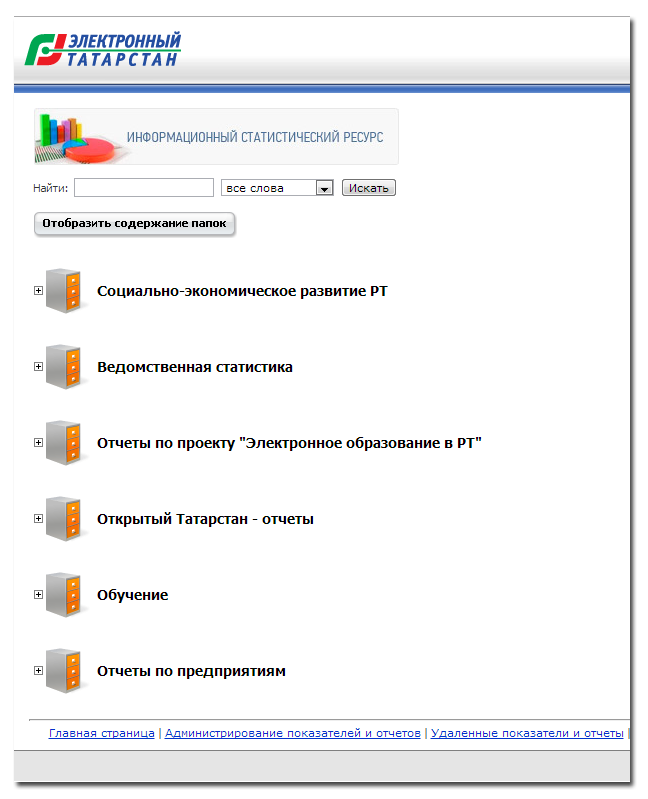 ЭЛЕКТРОННЫЙ
ТАТАРСТАН
ИНФОРМАЦИОННЫЙ СТАТИСТИЧЕСКИЙ РЕСУРС
Найти: все слова Искать
Отобразить содержание папок
Социально-экономическое развитие РТ
Ведомственная статистика
Отчеты по проекту "Электронное образование в РТ"
Открытый Татарстан - отчеты
Обучение
Отчеты по предприятиям
Главная страница | Администрирование показателей и отчетов | Удаленные показатели и отчеты |